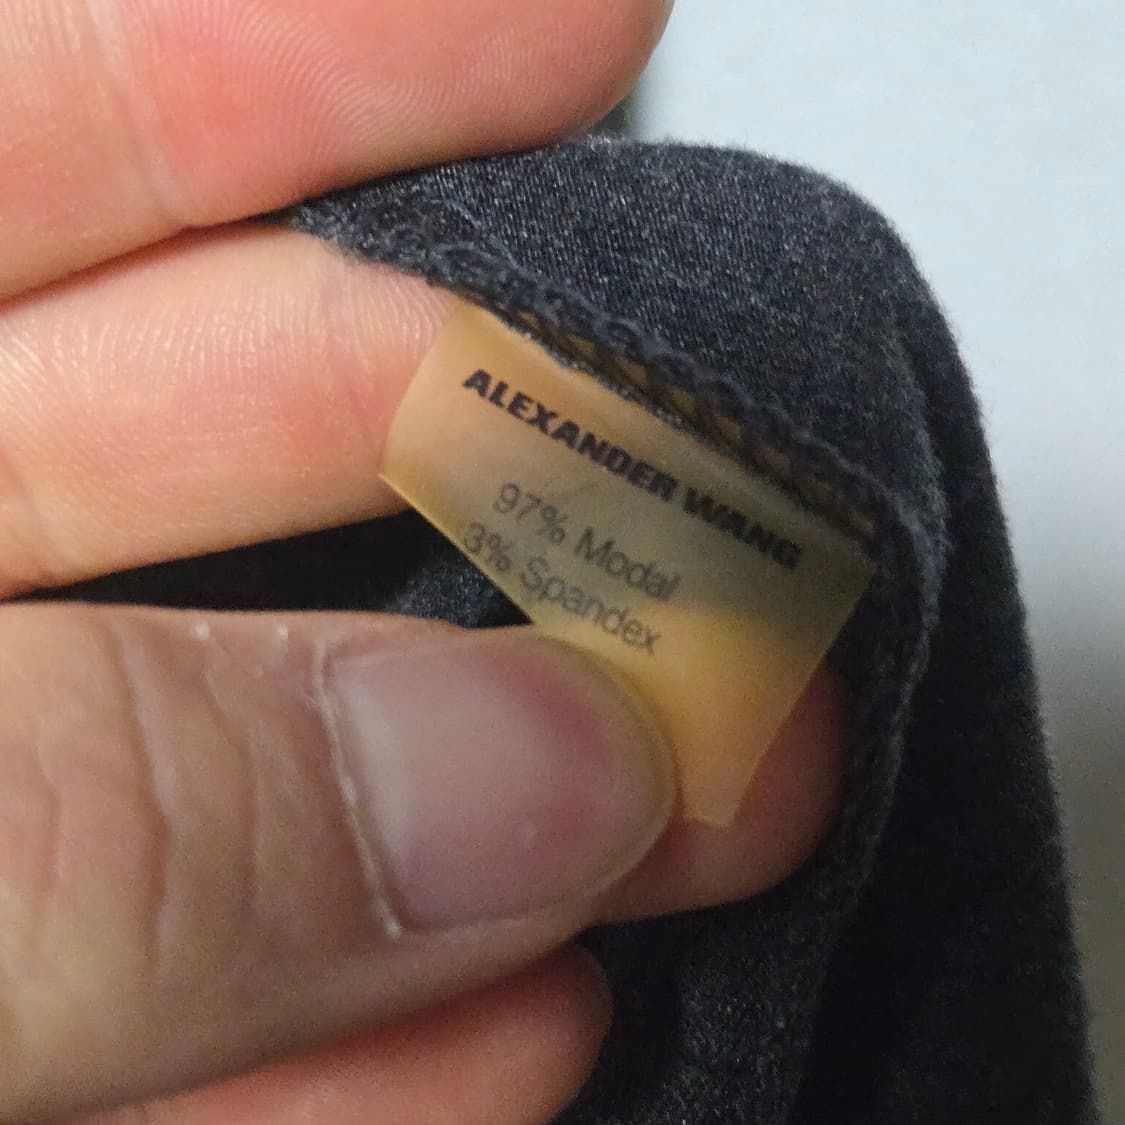 ALEXANDER WANG
97% Modal
3% Spandex